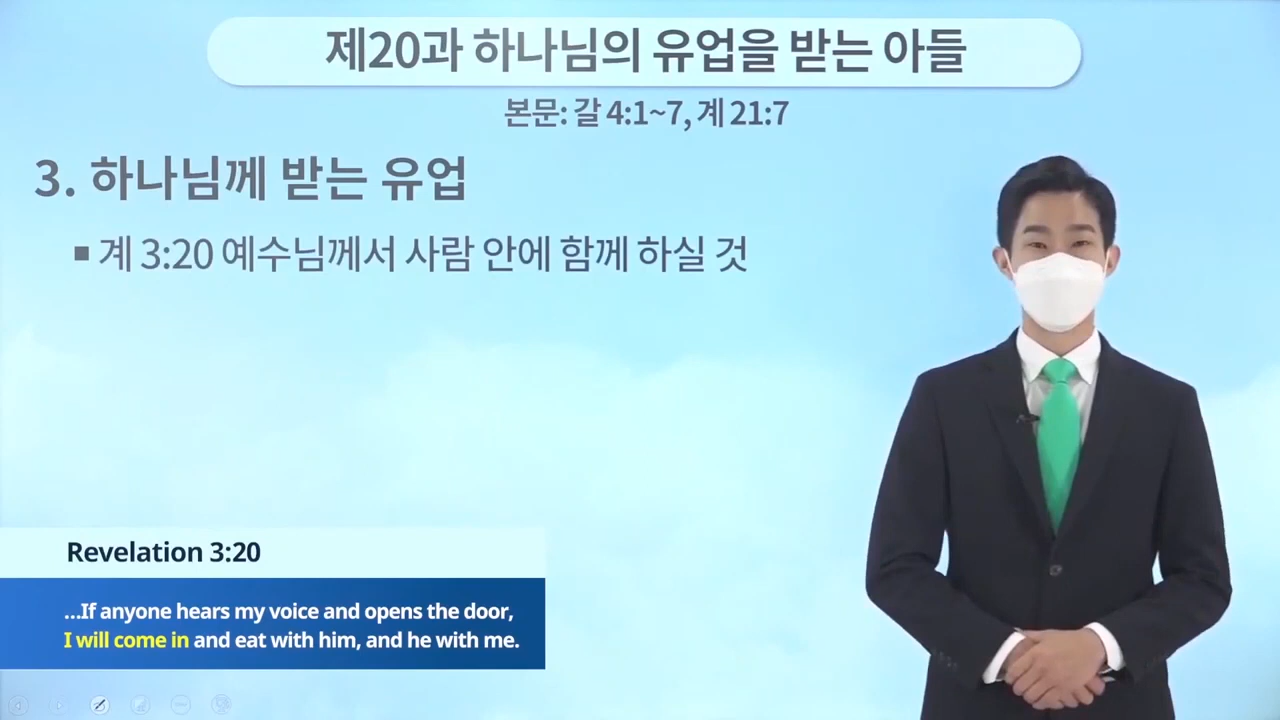 제20과 하나님의 유업을 받는 아들
본문: 갈 4:1~7, 계 21:7
3. 하나님께 받는 유업
▪ 계 3:20 예수님께서 사람 안에 함께 하실 것
Revelation 3:20
...If anyone hears my voice and opens the door,
I will come in and eat with him, and he with me.